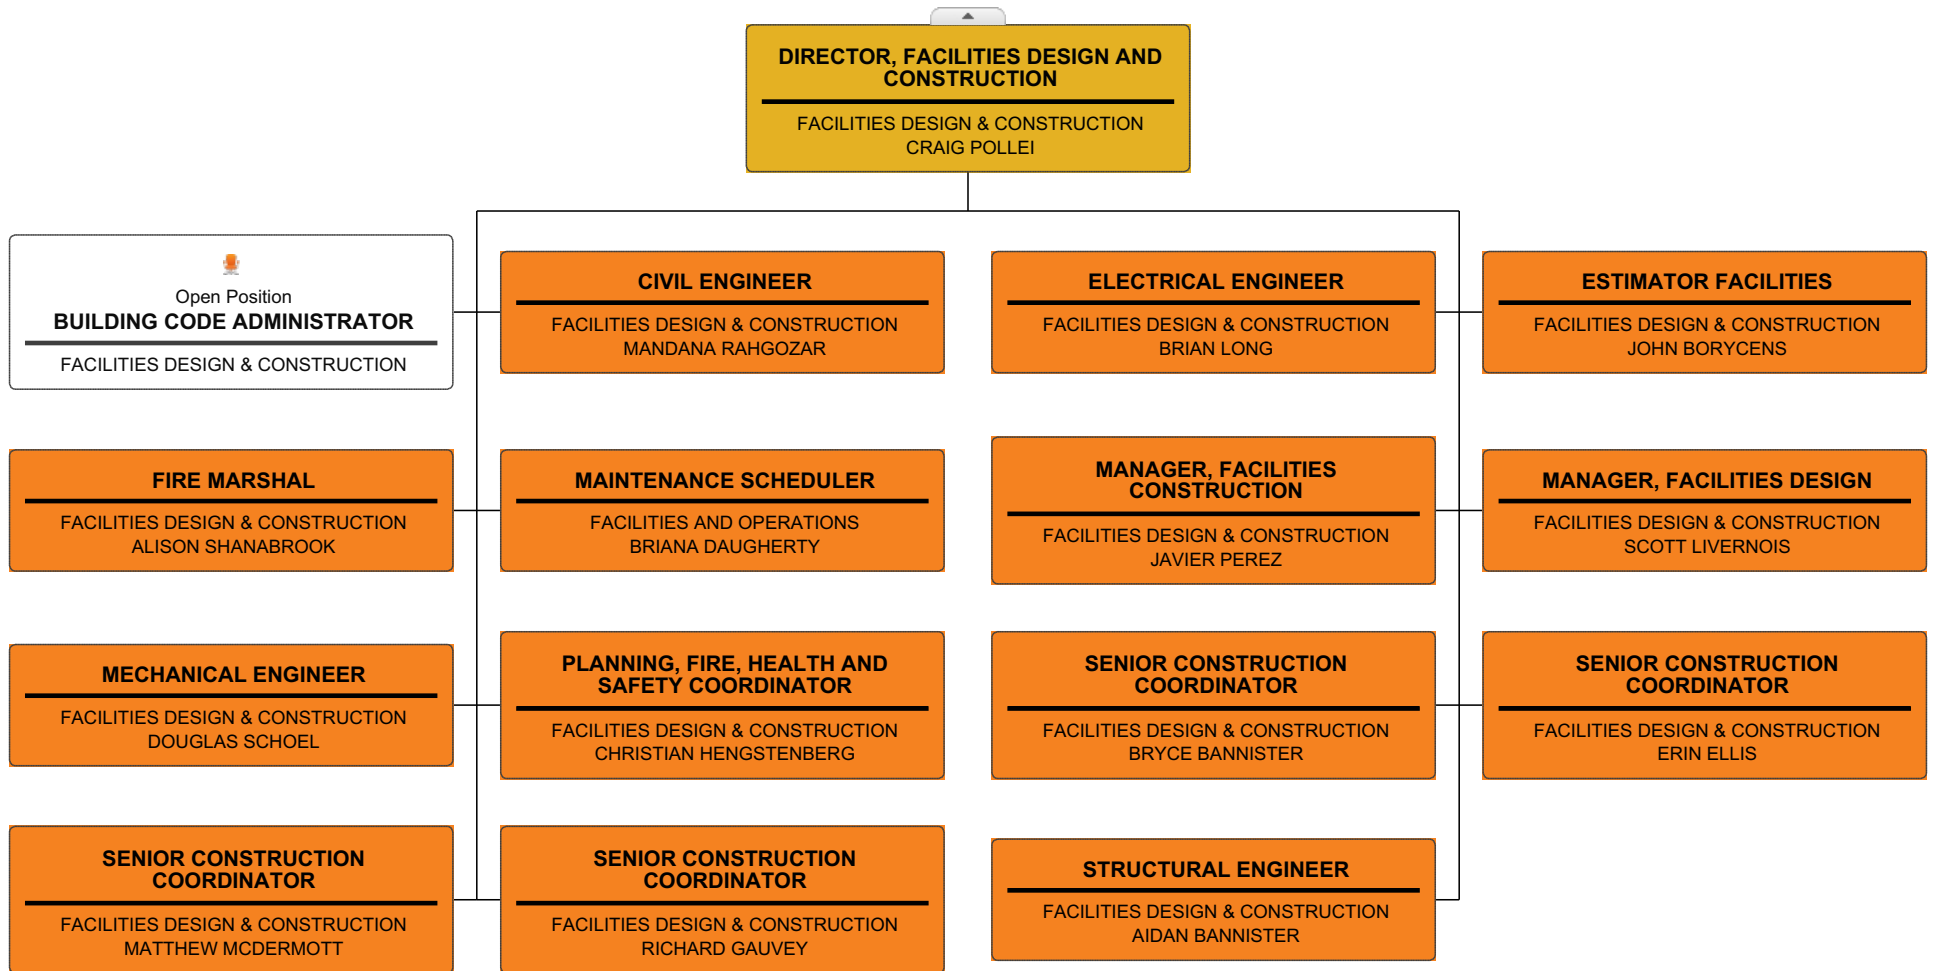 DIRECTOR, FACILITIES DESIGN AND
CONSTRUCTION
FACILITIES DESIGN & CONSTRUCTION
CRAIG POLLEI
Open Position
BUILDING CODE ADMINISTRATOR
FACILITIES DESIGN & CONSTRUCTION
CIVIL ENGINEER
FACILITIES DESIGN & CONSTRUCTION
MANDANA RAHGOZAR
ELECTRICAL ENGINEER
FACILITIES DESIGN & CONSTRUCTION
BRIAN LONG
ESTIMATOR FACILITIES
FACILITIES DESIGN & CONSTRUCTION
JOHN BORYCENS
FIRE MARSHAL
FACILITIES DESIGN & CONSTRUCTION
ALISON SHANABROOK
MAINTENANCE SCHEDULER
FACILITIES AND OPERATIONS
BRIANA DAUGHERTY
MANAGER, FACILITIES
CONSTRUCTION
FACILITIES DESIGN & CONSTRUCTION
JAVIER PEREZ
MANAGER, FACILITIES DESIGN
FACILITIES DESIGN & CONSTRUCTION
SCOTT LIVERNOIS
MECHANICAL ENGINEER
FACILITIES DESIGN & CONSTRUCTION
DOUGLAS SCHOEL
PLANNING, FIRE, HEALTH AND
SAFETY COORDINATOR
FACILITIES DESIGN & CONSTRUCTION
CHRISTIAN HENGSTENBERG
SENIOR CONSTRUCTION
COORDINATOR
FACILITIES DESIGN & CONSTRUCTION
BRYCE BANNISTER
SENIOR CONSTRUCTION
COORDINATOR
FACILITIES DESIGN & CONSTRUCTION
ERIN ELLIS
SENIOR CONSTRUCTION
COORDINATOR
FACILITIES DESIGN & CONSTRUCTION
MATTHEW MCDERMOTT
SENIOR CONSTRUCTION
COORDINATOR
FACILITIES DESIGN & CONSTRUCTION
RICHARD GAUVEY
STRUCTURAL ENGINEER
FACILITIES DESIGN & CONSTRUCTION
AIDAN BANNISTER